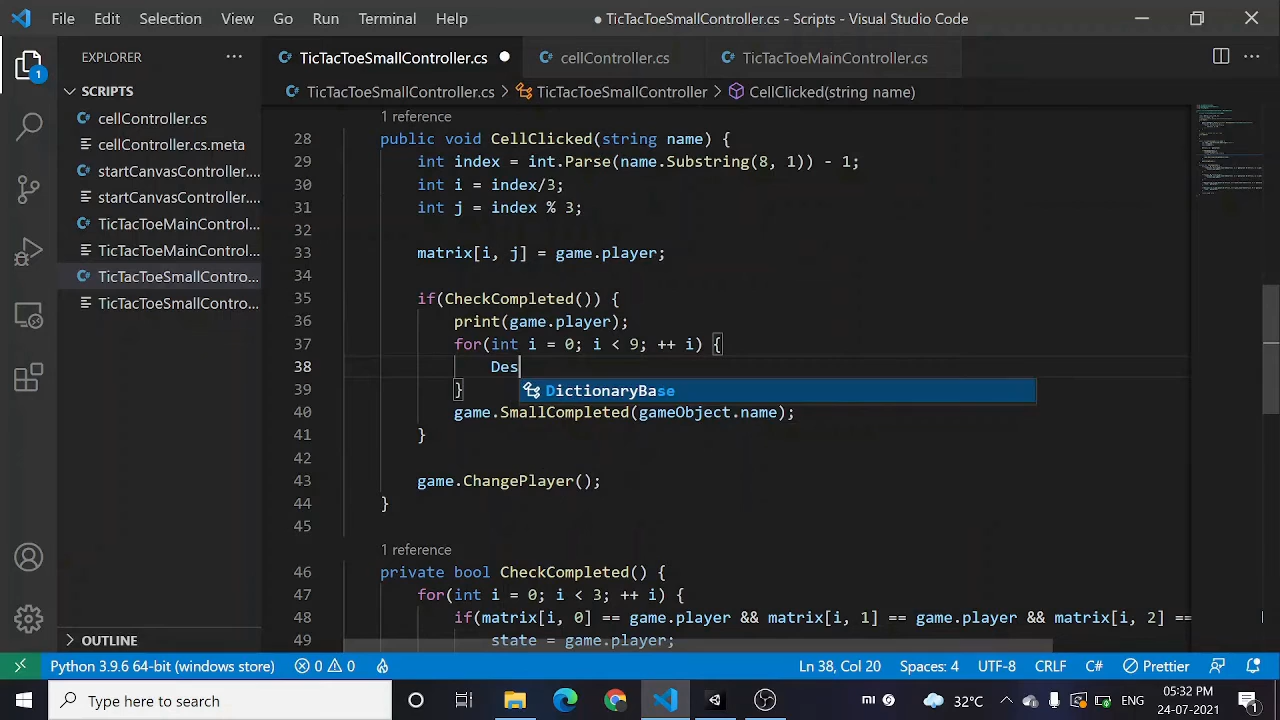 File Edit Selection View Go Run Terminal Help ● TicTacToeSmallController.cs - Scripts - Visual Studio Code
EXPLORER ··· TicTacToeSmallController.cs ● cellController.cs TicTacToeMainController.cs ···
1
SCRIPTS TicTacToeSmallController.cs > TicTacToeSmallController > CellClicked(string name)
cellController.cs
cellController.cs.meta
startCanvasController....
startCanvasController....
TicTacToeMainControl...
TicTacToeMainControl...
TicTacToeSmallContro...
TicTacToeSmallContro...
OUTLINE
1 reference
28 public void CellClicked(string name) {
29 int index = int.Parse(name.Substring(8, 1)) - 1;
30 int i = index/3;
31 int j = index % 3;
32
33 matrix[i, j] = game.player;
34
35 if(CheckCompleted()) {
36 print(game.player);
37 for(int i = 0; i < 9; ++ i) {
38 Des
DictionaryBase
39 }
40 game.SmallCompleted(gameObject.name);
41 }
42
43 game.ChangePlayer();
44 }
45
1 reference
46 private bool CheckCompleted() {
47 for(int i = 0; i < 3; ++ i) {
48 if(matrix[i, 0] == game.player && matrix[i, 1] == game.player && matrix[i, 2] ==
49 state = game.player;
Python 3.9.6 64-bit (windows store) 0 0 Ln 38, Col 20 Spaces: 4 UTF-8 CRLF C# Prettier
Type here to search 32°C ENG 05:32 PM
24-07-2021 1